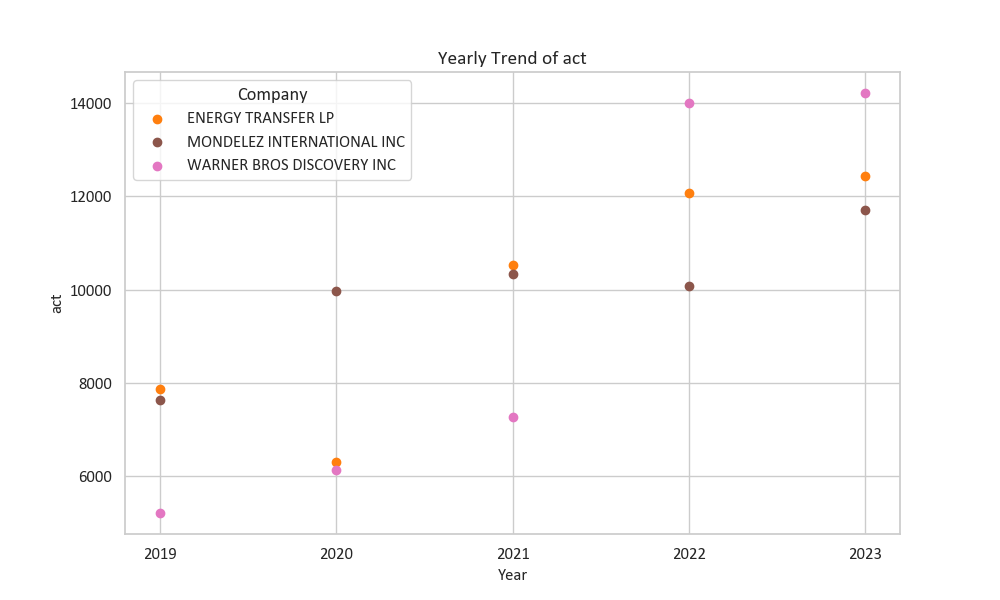 Yearly Trend of act
Company
ENERGY TRANSFER LP
MONDELEZ INTERNATIONAL INC
WARNER BROS DISCOVERY INC
14000
12000
10000
8000
6000
act
2019 2020 2021 2022 2023
Year